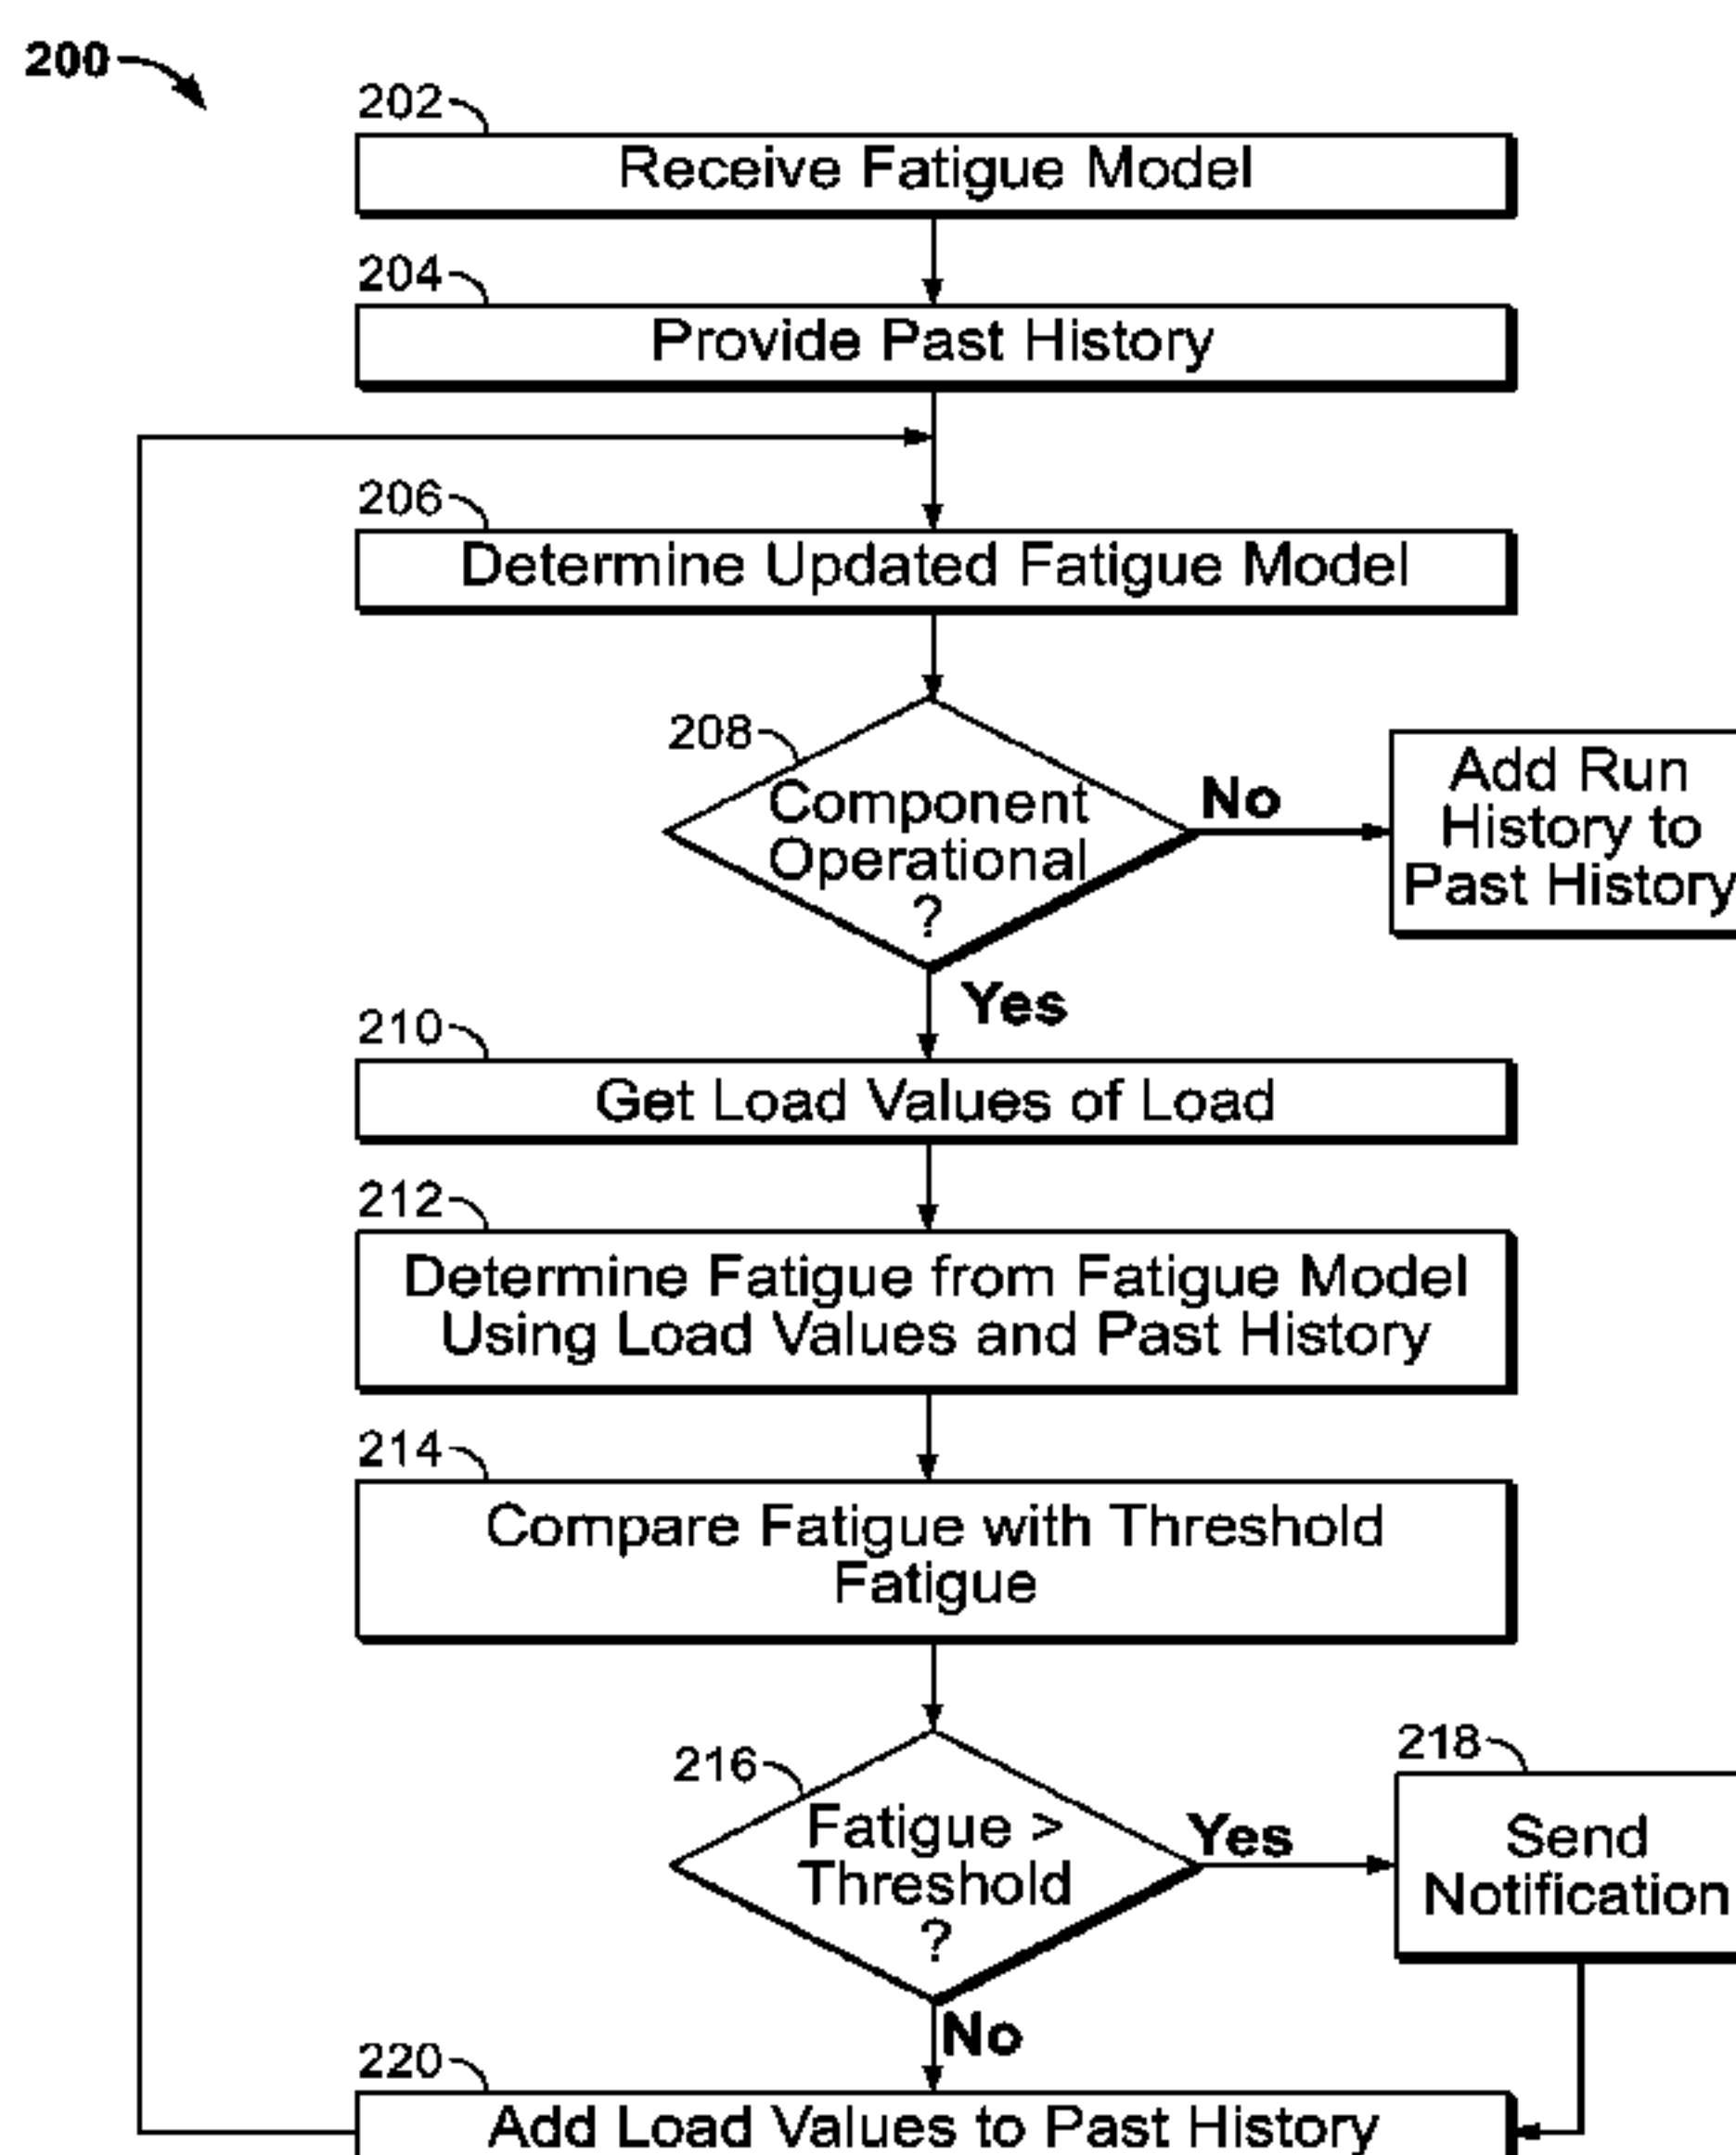 200
202
Receive Fatigue Model
204
Provide Past History
206
Determine Updated Fatigue Model
208
Component
Operational
?
No
Add Run
History to
Past History
Yes
210
Get Load Values of Load
212
Determine Fatigue from Fatigue Model
Using Load Values and Past History
214
Compare Fatigue with Threshold
Fatigue
216
Fatigue >
Threshold
?
Yes
218
Send
Notification
No
220
Add Load Values to Past History